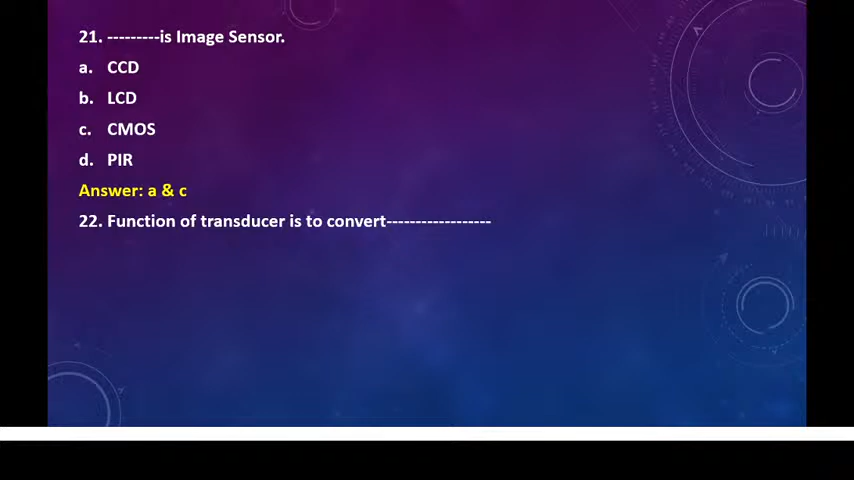 21. ---------is Image Sensor.
a. CCD
b. LCD
c. CMOS
d. PIR
Answer: a & c
22. Function of transducer is to convert------------------